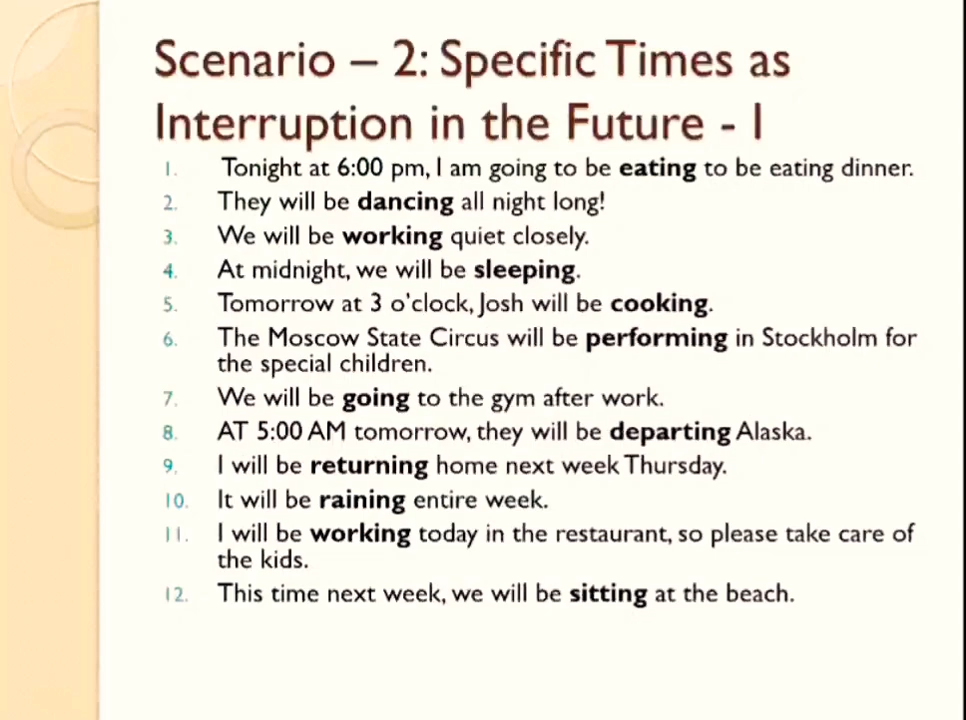 Scenario – 2: Specific Times as
Interruption in the Future - I
1. Tonight at 6:00 pm, I am going to be eating to be eating dinner.
2. They will be dancing all night long!
3. We will be working quiet closely.
4. At midnight, we will be sleeping.
5. Tomorrow at 3 o'clock, Josh will be cooking.
6. The Moscow State Circus will be performing in Stockholm for
the special children.
7. We will be going to the gym after work.
8. AT 5:00 AM tomorrow, they will be departing Alaska.
9. I will be returning home next week Thursday.
10. It will be raining entire week.
11. I will be working today in the restaurant, so please take care of
the kids.
12. This time next week, we will be sitting at the beach.